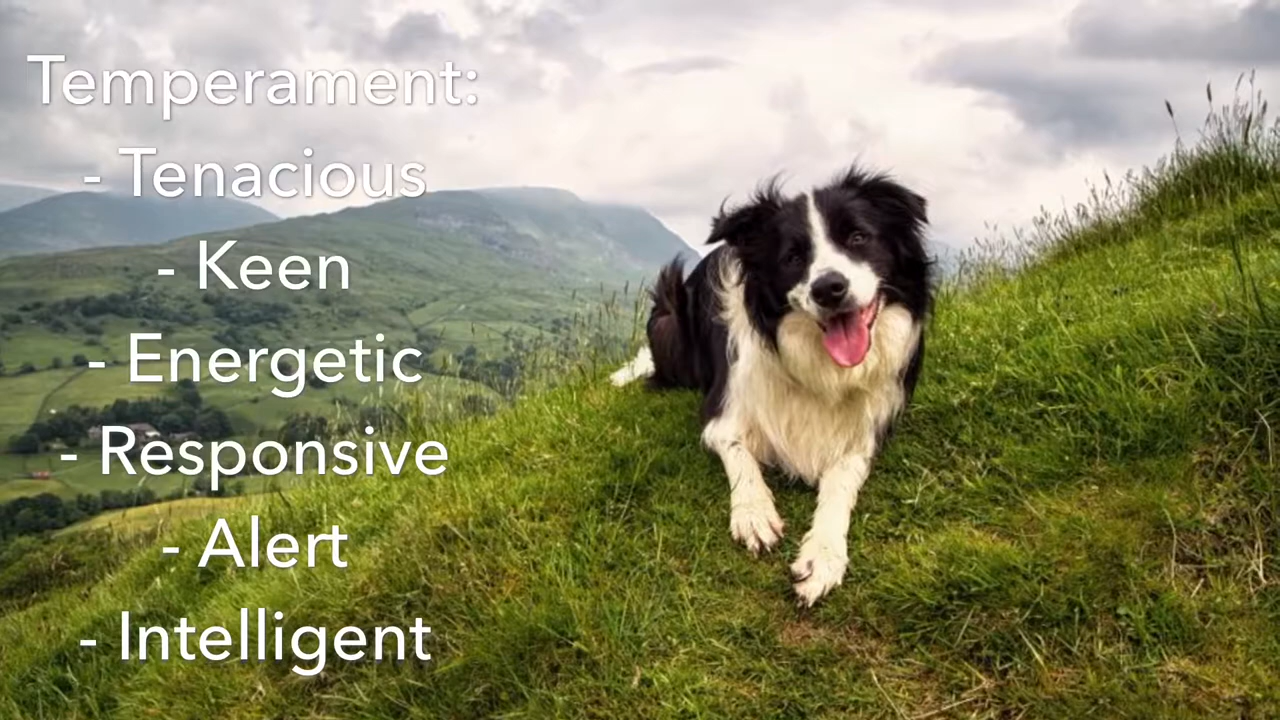 Temperament:
- Tenacious
- Keen
- Energetic
- Responsive
- Alert
- Intelligent